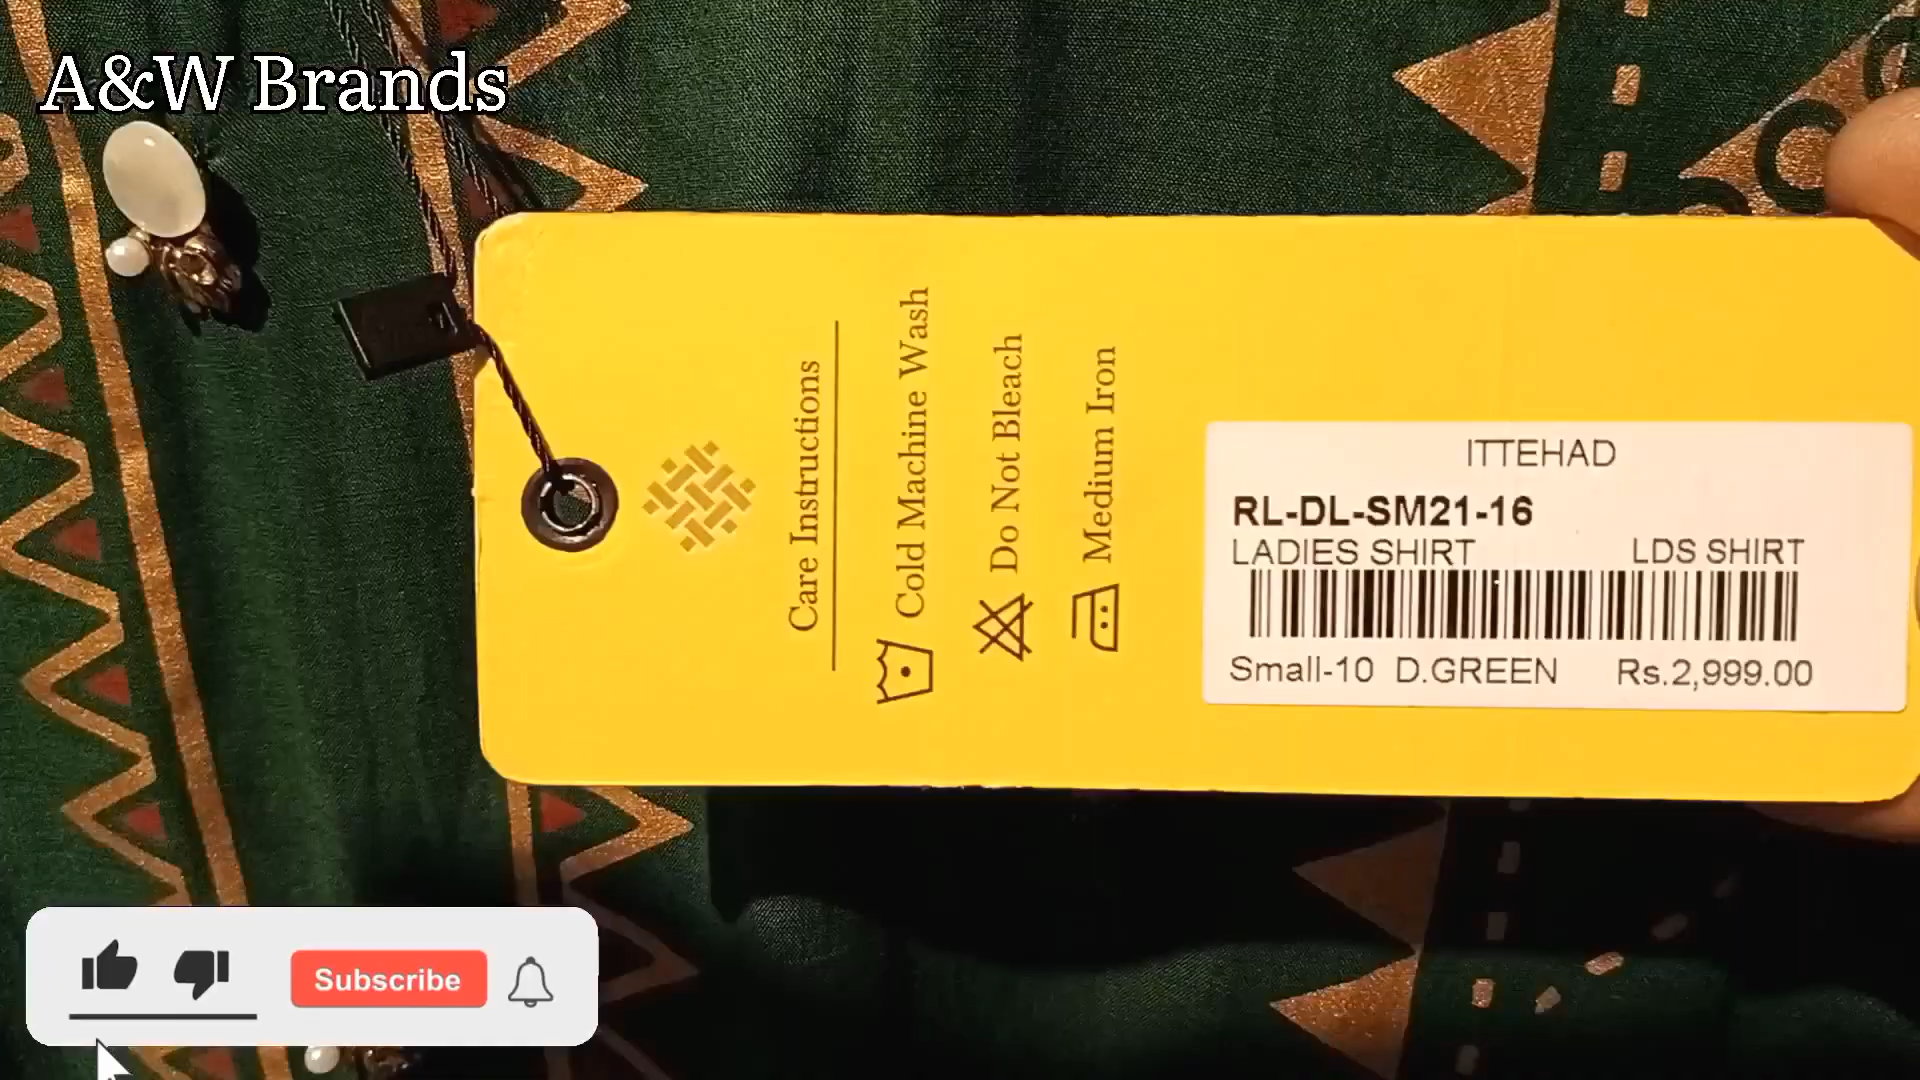 A&W Brands
Care Instructions
Cold Machine Wash
Do Not Bleach
Medium Iron
ITTEHAD
RL-DL-SM21-16
LADIES SHIRT LDS SHIRT
Small-10 D.GREEN Rs.2,999.00
Subscribe